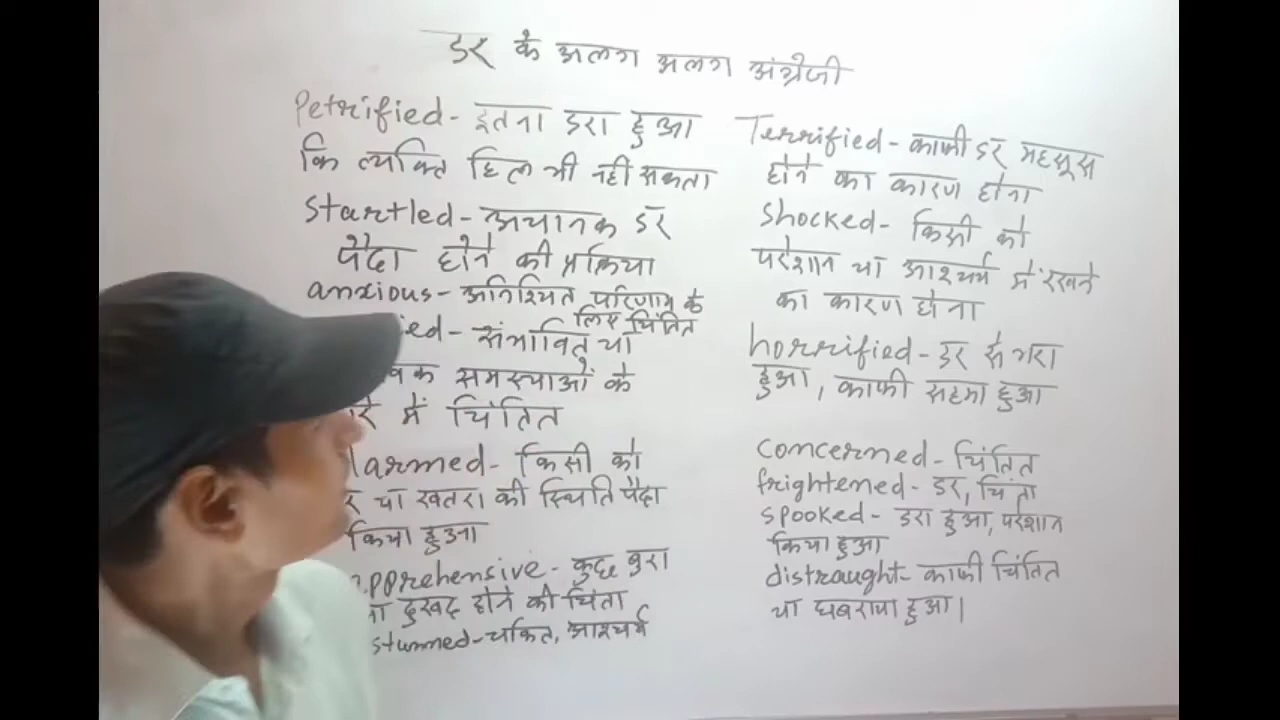 डर के अलग अलग अंग्रेजी
Petrified - इतना डरा हुआ
कि व्यक्ति हिल भी नही सकता
startled - अचानक डर
पैदा होने की प्रक्रिया
anxious - अनिश्चित परिणाम के
लिए चिंतित
ied - संभावित या
समस्याओं के
रे में चिंतित
larmed - किसी को
र या खतरा की स्थिति पैदा
किया हुआ
pprehensive - कुछ बुरा
या दुखद होने की चिंता
stunned - चकित, आश्चर्य
Terrified - काफी डर महसूस
होने का कारण होना
shocked - किसी को
परेशान या आश्चर्य में रखने
का कारण होना
horrified - डर से भरा
हुआ, काफी सहमा हुआ
concerned - चिंतित
frightened - डर, चिंता
spooked - डरा हुआ, परेशान
किया हुआ
distraught - काफी चिंतित
या घबराया हुआ।